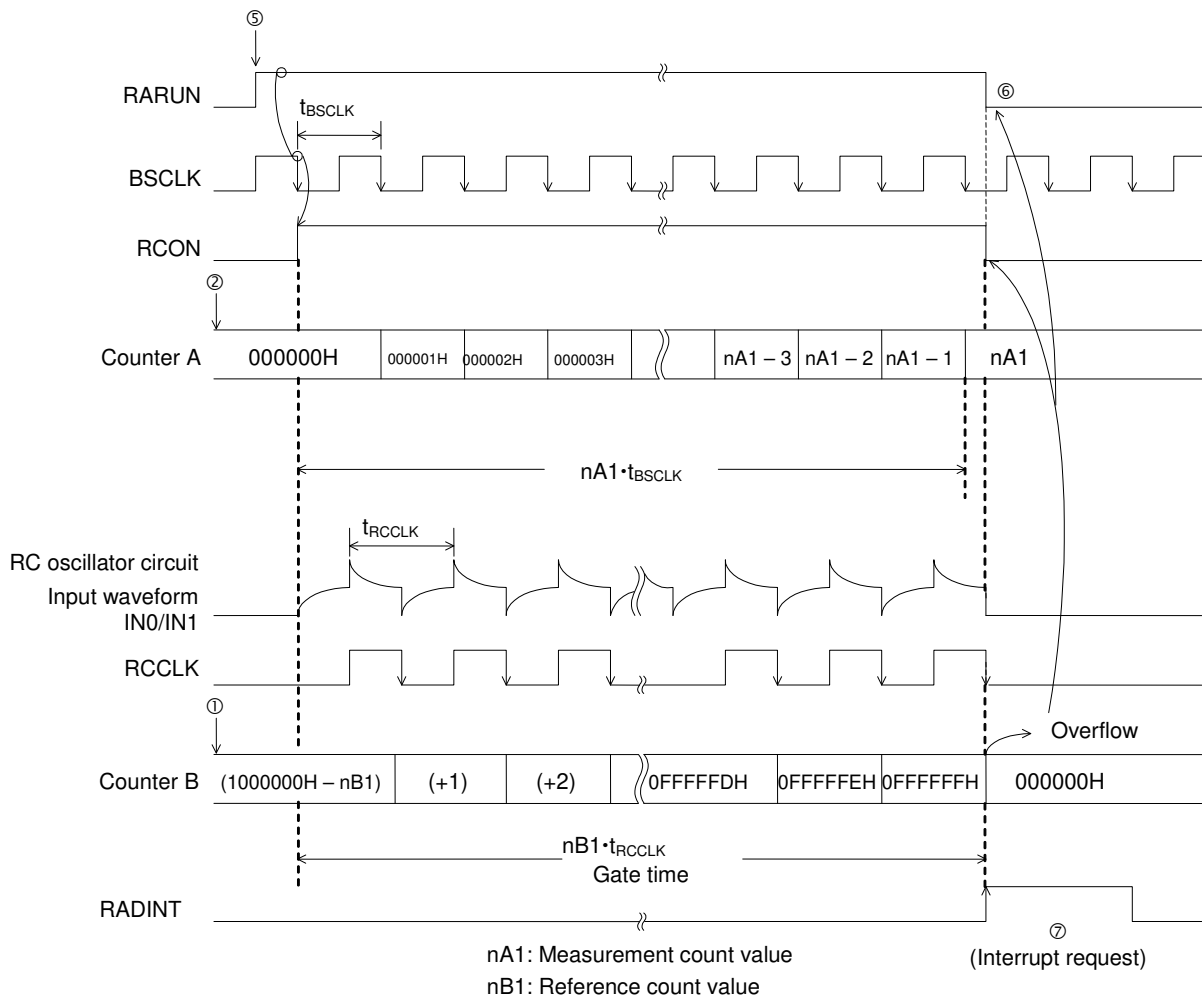 ⑤
RARUN
⑥
tBSCLK
BSCLK
RCON
②
Counter A 000000H 000001H 000002H 000003H nA1 – 3 nA1 – 2 nA1 – 1 nA1
nA1•tBSCLK
tRCCLK
RC oscillator circuit
Input waveform
IN0/IN1
RCCLK
①
Overflow
Counter B (1000000H – nB1) (+1) (+2) 0FFFFFDH 0FFFFFEH 0FFFFFFH 000000H
nB1•tRCCLK
Gate time
RADINT
⑦
(Interrupt request)
nA1: Measurement count value
nB1: Reference count value